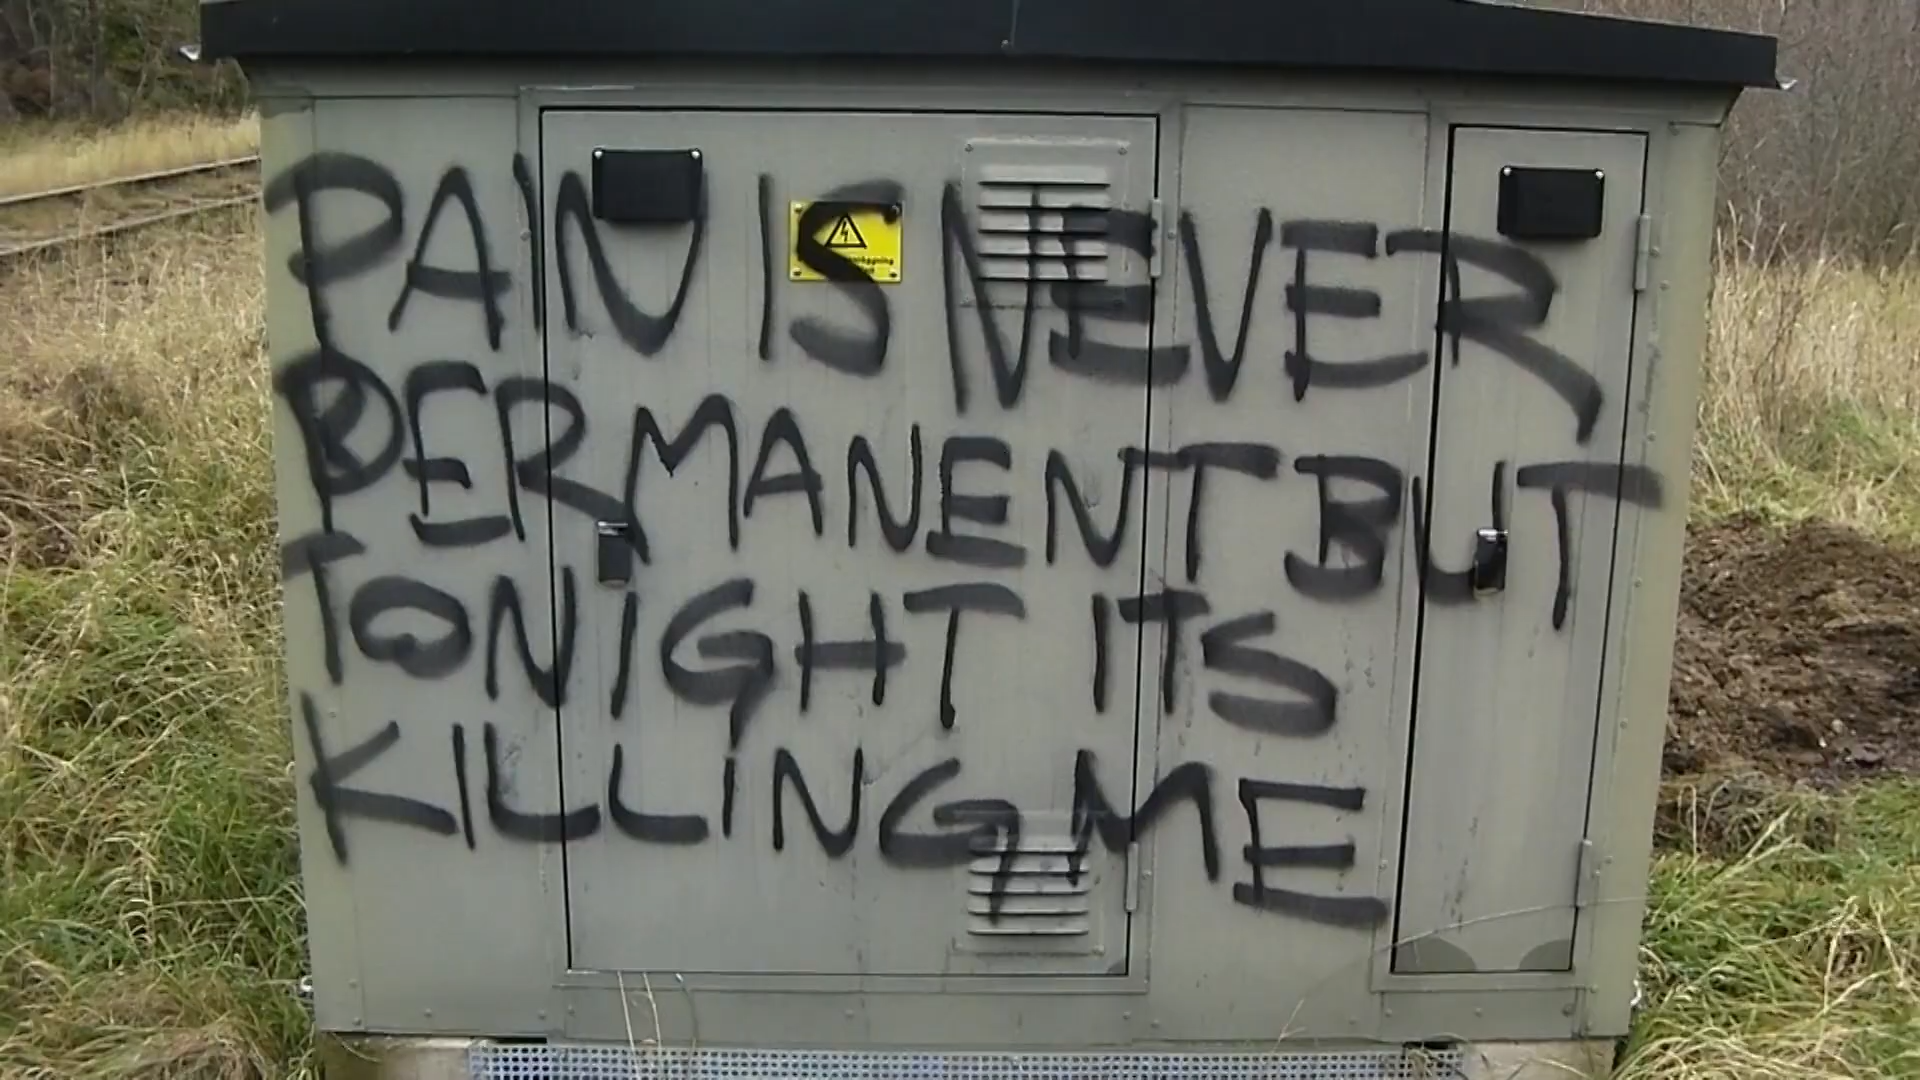 PAIN IS NEVER
PERMANENT BUT
TONIGHT ITS
KILLING ME